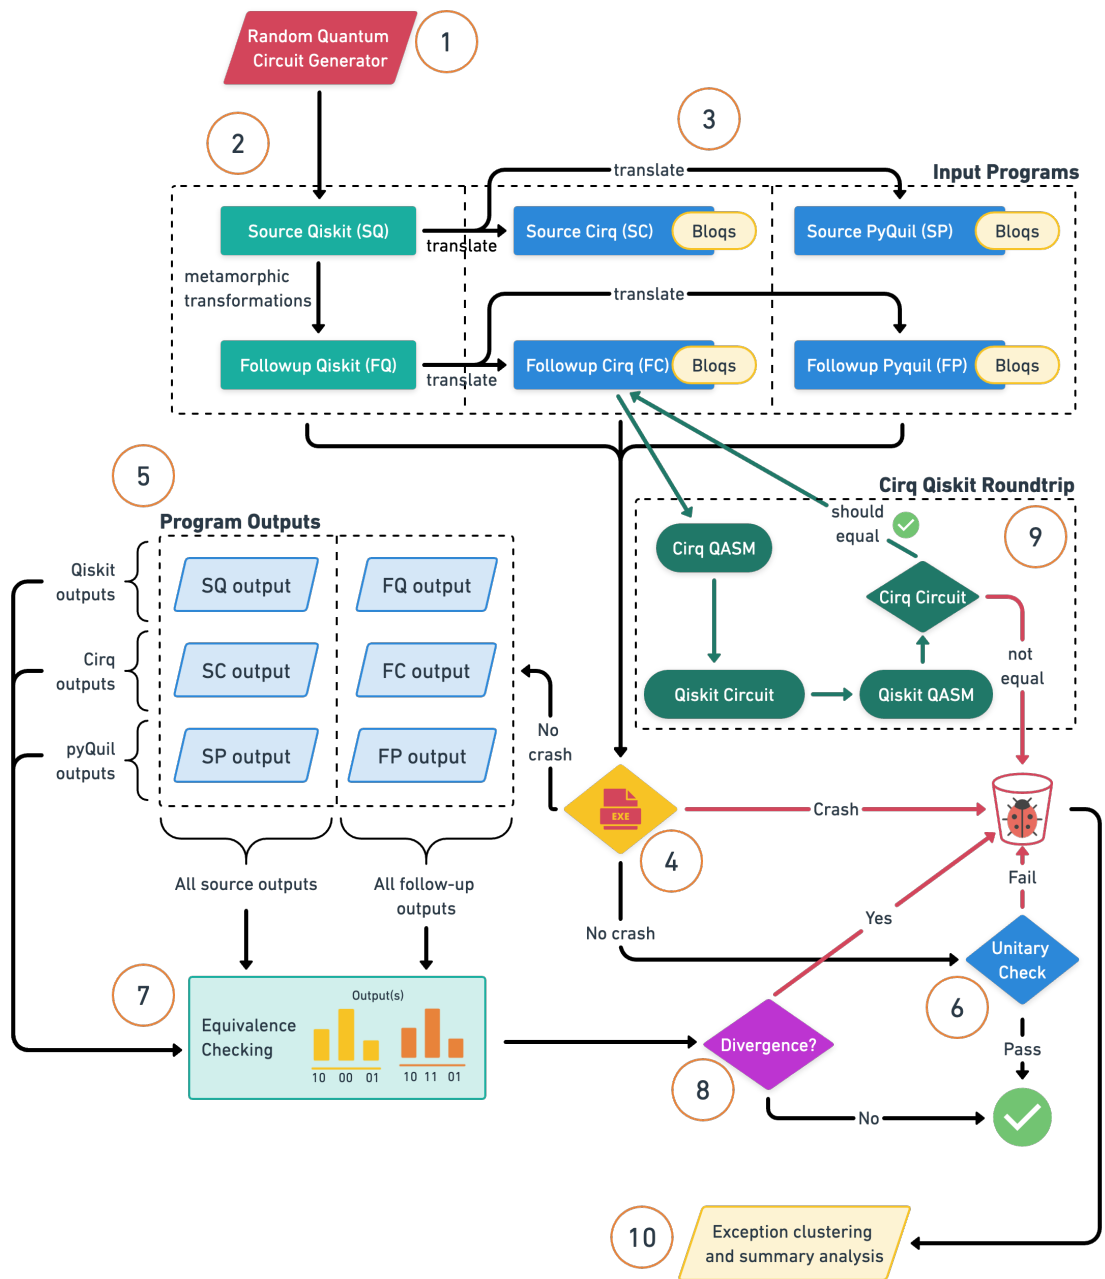 Random Quantum
Circuit Generator
1
2
3
translate
Input Programs
Source Qiskit (SQ)
translate
Source Cirq (SC)
Bloqs
Source PyQuil (SP)
Bloqs
metamorphic
transformations
translate
Followup Qiskit (FQ)
translate
Followup Cirq (FC)
Bloqs
Followup Pyquil (FP)
Bloqs
5
Program Outputs
Qiskit
outputs
SQ output
FQ output
Cirq
outputs
SC output
FC output
pyQuil
outputs
SP output
FP output
Cirq Qiskit Roundtrip
should
equal
9
Cirq QASM
Cirq Circuit
not
equal
Qiskit Circuit
Qiskit QASM
No
crash
EXE
Crash
4
All source outputs
All follow-up
outputs
No crash
Yes
Fail
Unitary
Check
6
Pass
7
Equivalence
Checking
Output(s)
10 00 01
10 11 01
Divergence?
8
No
10
Exception clustering
and summary analysis